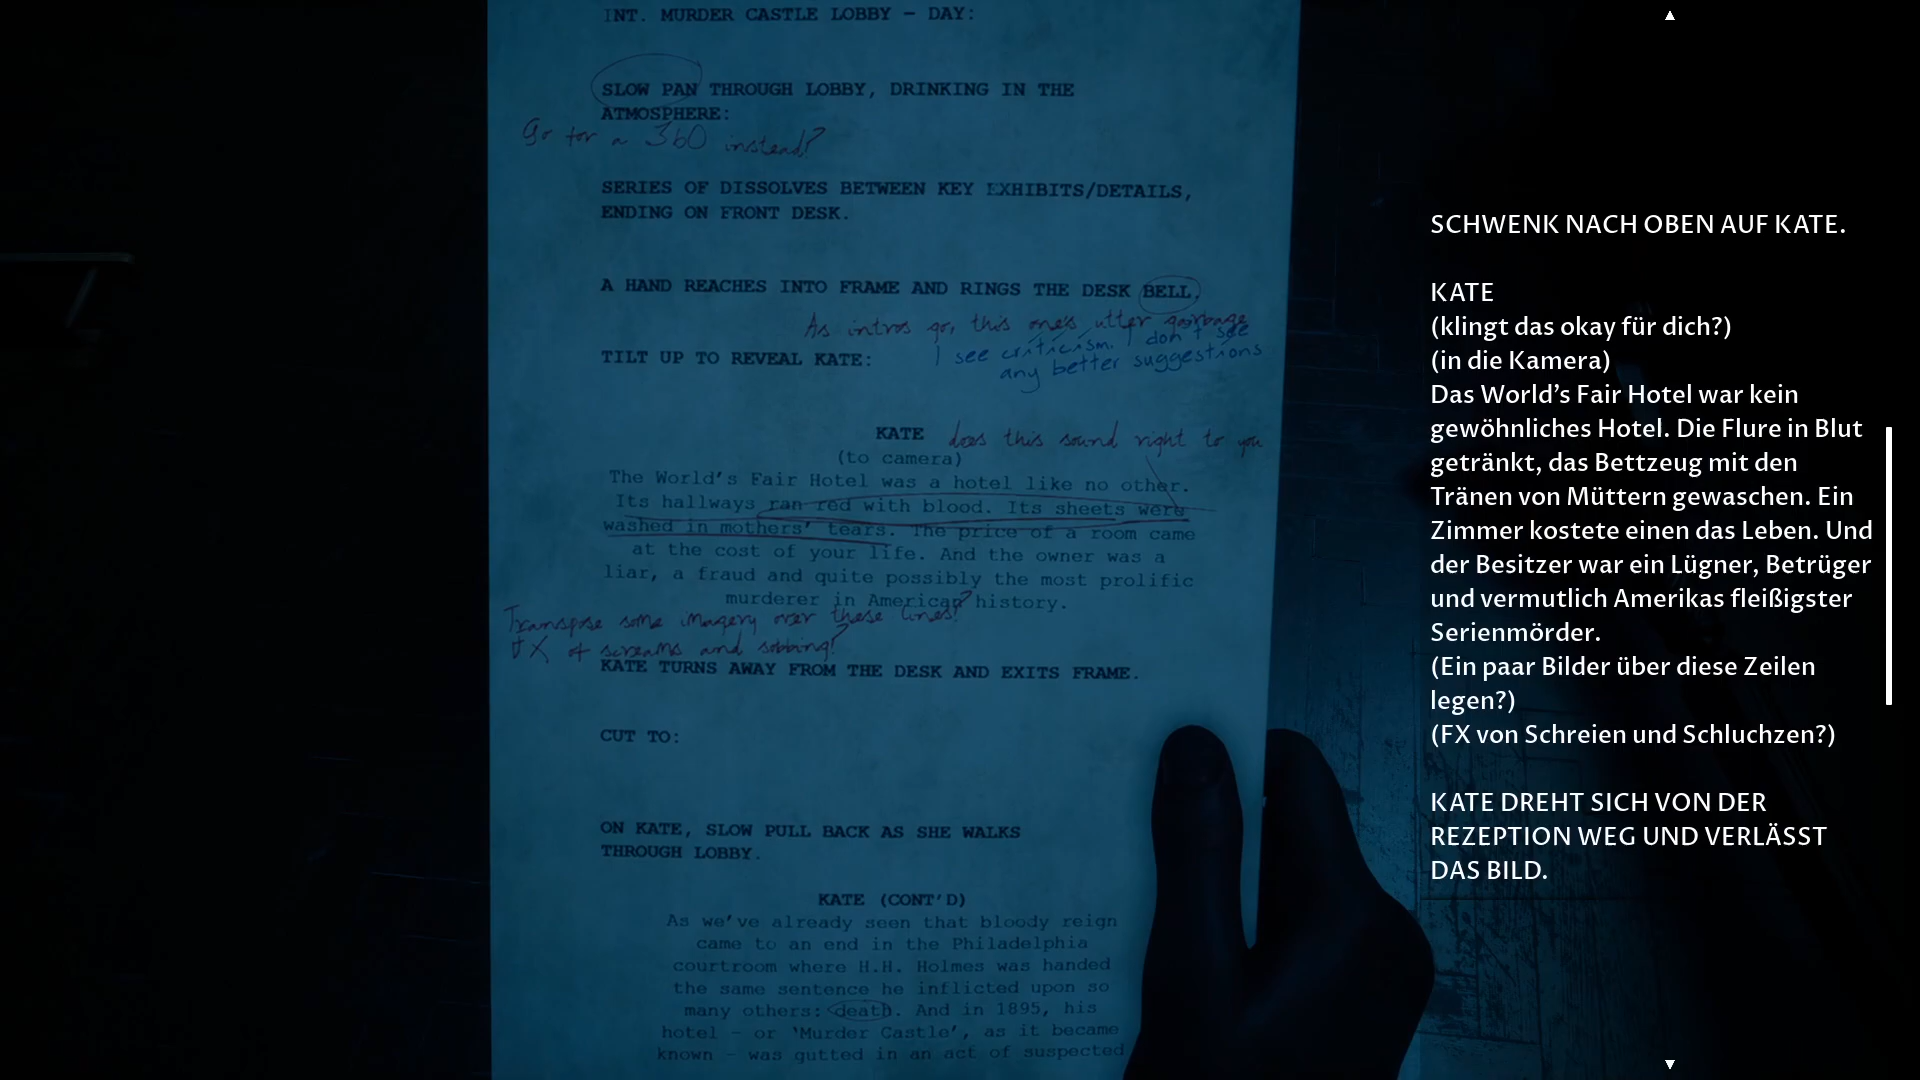 INT. MURDER CASTLE LOBBY – DAY:
SLOW PAN THROUGH LOBBY, DRINKING IN THE
ATMOSPHERE:
Go for a 360 instead?
SERIES OF DISSOLVES BETWEEN KEY EXHIBITS/DETAILS,
ENDING ON FRONT DESK.
A HAND REACHES INTO FRAME AND RINGS THE DESK BELL.
As intros go, this one's utter garbage
I see criticism. I don't see
any better suggestions
TILT UP TO REVEAL KATE:
KATE does this sound right to you
(to camera)
The World's Fair Hotel was a hotel like no other.
Its hallways ran red with blood. Its sheets were
washed in mothers' tears. The price of a room came
at the cost of your life. And the owner was a
liar, a fraud and quite possibly the most prolific
murderer in American history.
Transpose some imagery over these lines?
FX of screams and sobbing?
KATE TURNS AWAY FROM THE DESK AND EXITS FRAME.
CUT TO:
ON KATE, SLOW PULL BACK AS SHE WALKS
THROUGH LOBBY.
KATE (CONT'D)
As we've already seen that bloody reign
came to an end in the Philadelphia
courtroom where H.H. Holmes was handed
the same sentence he inflicted upon so
many others: death. And in 1895, his
hotel – or 'Murder Castle', as it became
known – was gutted in an act of suspected
SCHWENK NACH OBEN AUF KATE.
KATE
(klingt das okay für dich?)
(in die Kamera)
Das World's Fair Hotel war kein
gewöhnliches Hotel. Die Flure in Blut
getränkt, das Bettzeug mit den
Tränen von Müttern gewaschen. Ein
Zimmer kostete einen das Leben. Und
der Besitzer war ein Lügner, Betrüger
und vermutlich Amerikas fleißigster
Serienmörder.
(Ein paar Bilder über diese Zeilen
legen?)
(FX von Schreien und Schluchzen?)
KATE DREHT SICH VON DER
REZEPTION WEG UND VERLÄSST
DAS BILD.